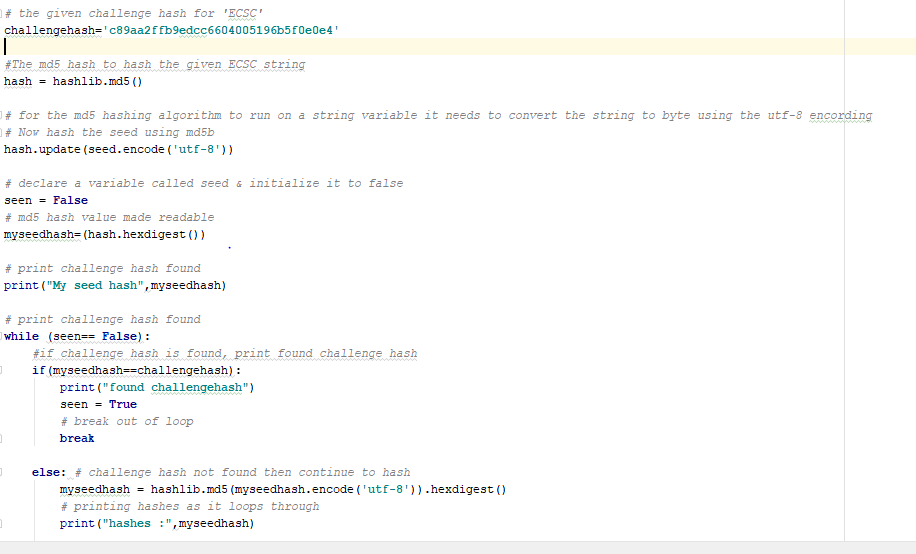 # the given challenge hash for 'ECSC'
challengehash='c89aa2ffb9edcc6604005196b5f0e0e4'
#The md5 hash to hash the given ECSC string
hash = hashlib.md5()
# for the md5 hashing algorithm to run on a string variable it needs to convert the string to byte using the utf-8 encording
# Now hash the seed using md5b
hash.update(seed.encode('utf-8'))
# declare a variable called seed & initialize it to false
seen = False
# md5 hash value made readable
myseedhash=(hash.hexdigest())
# print challenge hash found
print("My seed hash",myseedhash)
# print challenge hash found
while (seen== False):
#if challenge hash is found, print found challenge hash
if(myseedhash==challengehash):
print("found challengehash")
seen = True
# break out of loop
break
else: # challenge hash not found then continue to hash
myseedhash = hashlib.md5(myseedhash.encode('utf-8')).hexdigest()
# printing hashes as it loops through
print("hashes :",myseedhash)